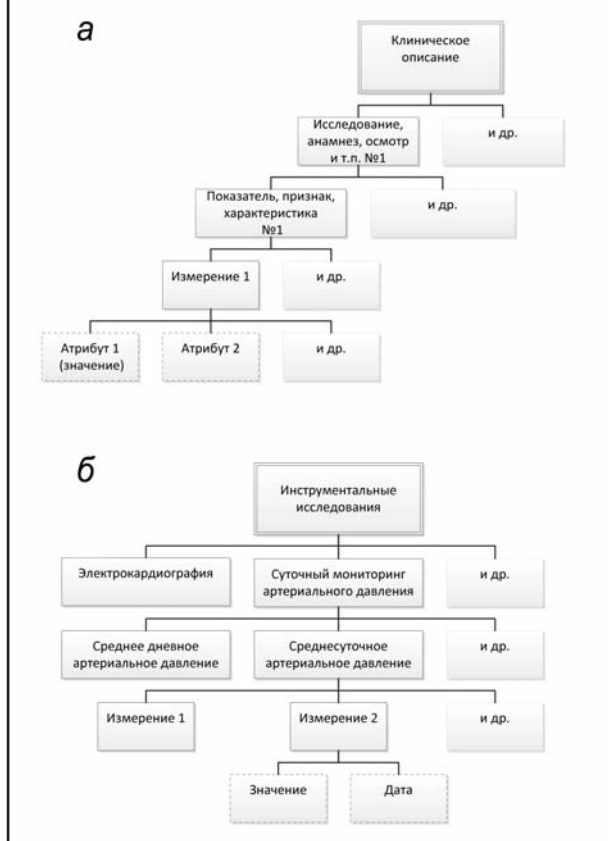 а
Клиническое
описание
Исследование,
анамнез, осмотр
и т.п. №1
и др.
Показатель, признак,
характеристика
№1
и др.
Измерение 1
и др.
Атрибут 1
(значение)
Атрибут 2
и др.
б
Инструментальные
исследования
Электрокардиография
Суточный мониторинг
артериального давления
и др.
Среднее дневное
артериальное давление
Среднесуточное
артериальное давление
и др.
Измерение 1
Измерение 2
и др.
Значение
Дата